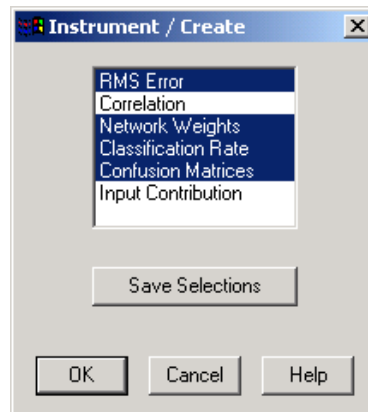 Instrument / Create
RMS Error
Correlation
Network Weights
Classification Rate
Confusion Matrices
Input Contribution
Save Selections
OK Cancel Help